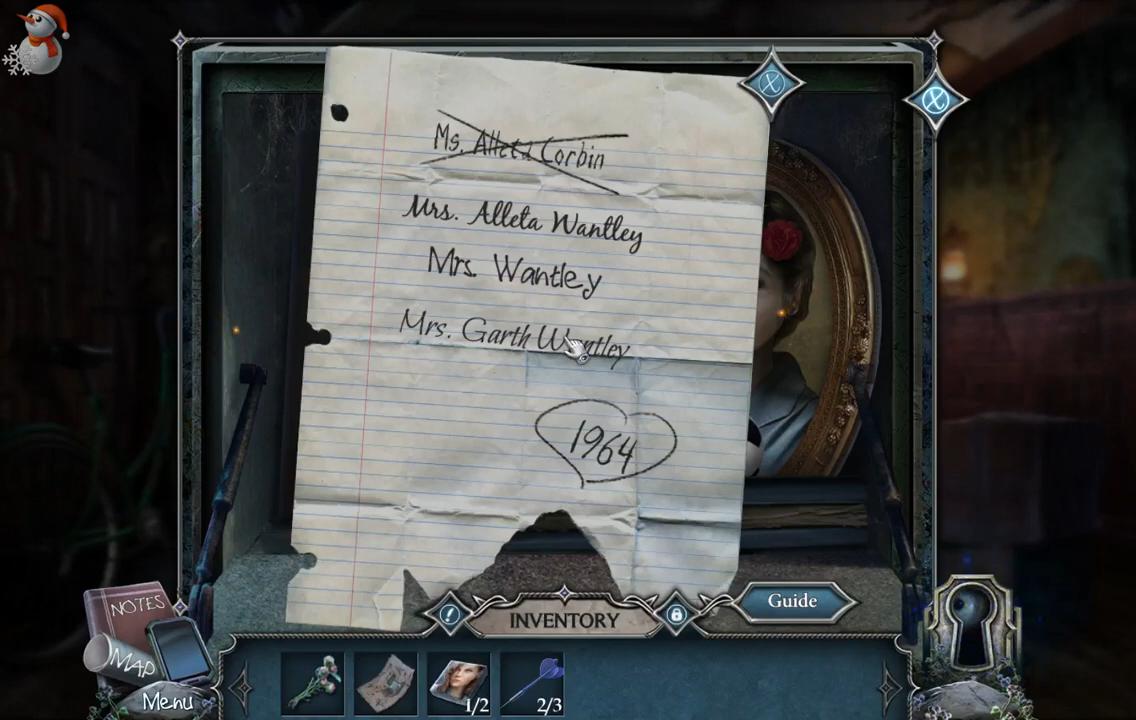 Ms. Alleta Corbin
Mrs. Alleta Wantley
Mrs. Wantley
Mrs. Garth Wantley
1964
Guide
INVENTORY
NOTES
MAP
Menu
1/2
2/3